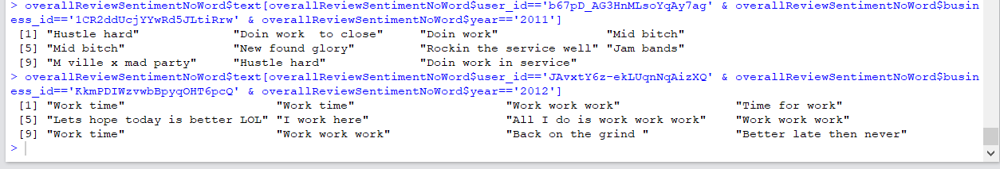 > overallReviewSentimentNoWord$text[overallReviewSentimentNoWord$user_id=='b67pD_AG3HnMLsoYqAy7ag' & overallReviewSentimentNoWord$busin
ess_id=='1CR2ddUcjYYwRd5JLtiRrw' & overallReviewSentimentNoWord$year=='2011']
[1] "Hustle hard" "Doin work  to close" "Doin work" "Mid bitch"
[5] "Mid bitch" "New found glory" "Rockin the service well" "Jam bands"
[9] "M ville x mad party" "Hustle hard" "Doin work in service"
> overallReviewSentimentNoWord$text[overallReviewSentimentNoWord$user_id=='JAvxtY6z-ekLUqnNqAizXQ' & overallReviewSentimentNoWord$busin
ess_id=='KkmPDIWzvwbBpyqOHT6pcQ' & overallReviewSentimentNoWord$year=='2012']
[1] "Work time" "Work time" "Work work work" "Time for work"
[5] "Lets hope today is better LOL" "I work here" "All I do is work work work" "Work work work"
[9] "Work time" "Work work work" "Back on the grind " "Better late then never"
>